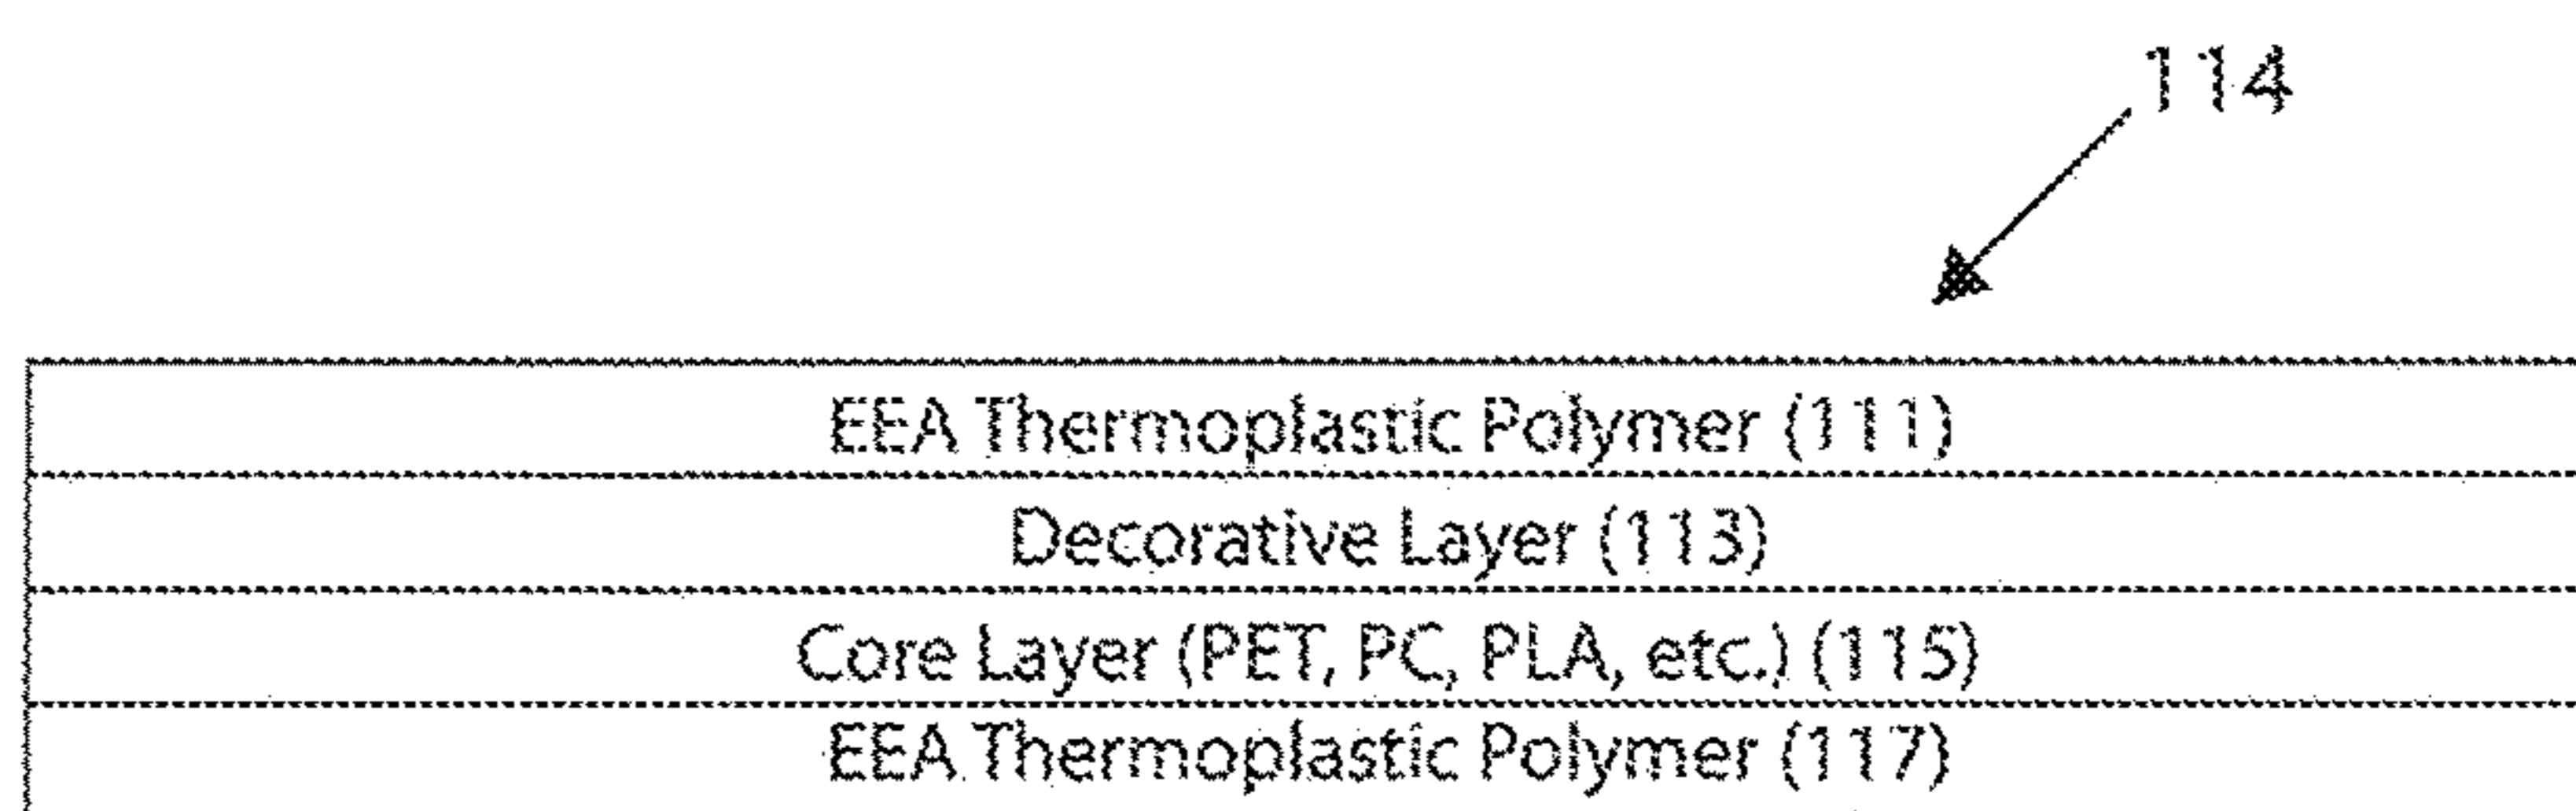 114
EEA Thermoplastic Polymer (111)
Decorative Layer (113)
Core Layer (PET, PC, PLA, etc.) (115)
EEA Thermoplastic Polymer (117)